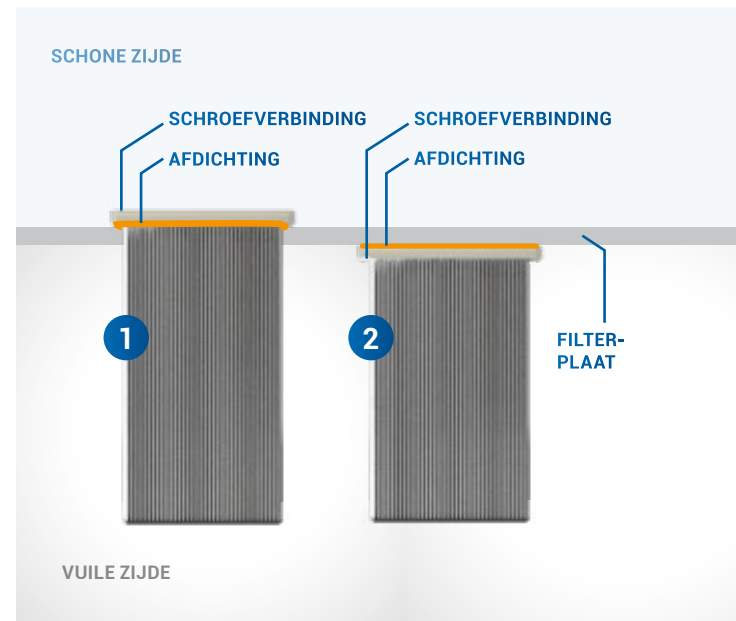 SCHONE ZIJDE
SCHROEFVERBINDING
SCHROEFVERBINDING
AFDICHTING
AFDICHTING
1
2
FILTER-
PLAAT
VUILE ZIJDE